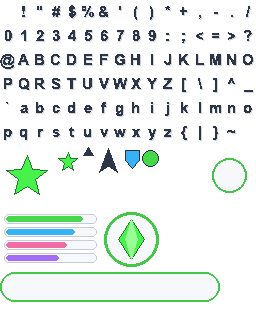 ! " # $ % & ' ( ) * + , - . /
0 1 2 3 4 5 6 7 8 9 : ; < = > ?
@ A B C D E F G H I J K L M N O
P Q R S T U V W X Y Z [ \ ] ^ _
` a b c d e f g h i j k l m n o
p q r s t u v w x y z { | } ~